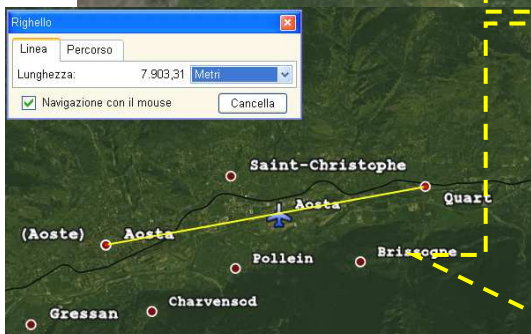 Righello
Linea Percorso
Lunghezza: 7.903,31 Metri
Navigazione con il mouse Cancella
Saint-Christophe
Quart
Aosta
(Aoste) Aosta
Brissogne
Pollein
Charvensod
Gressan